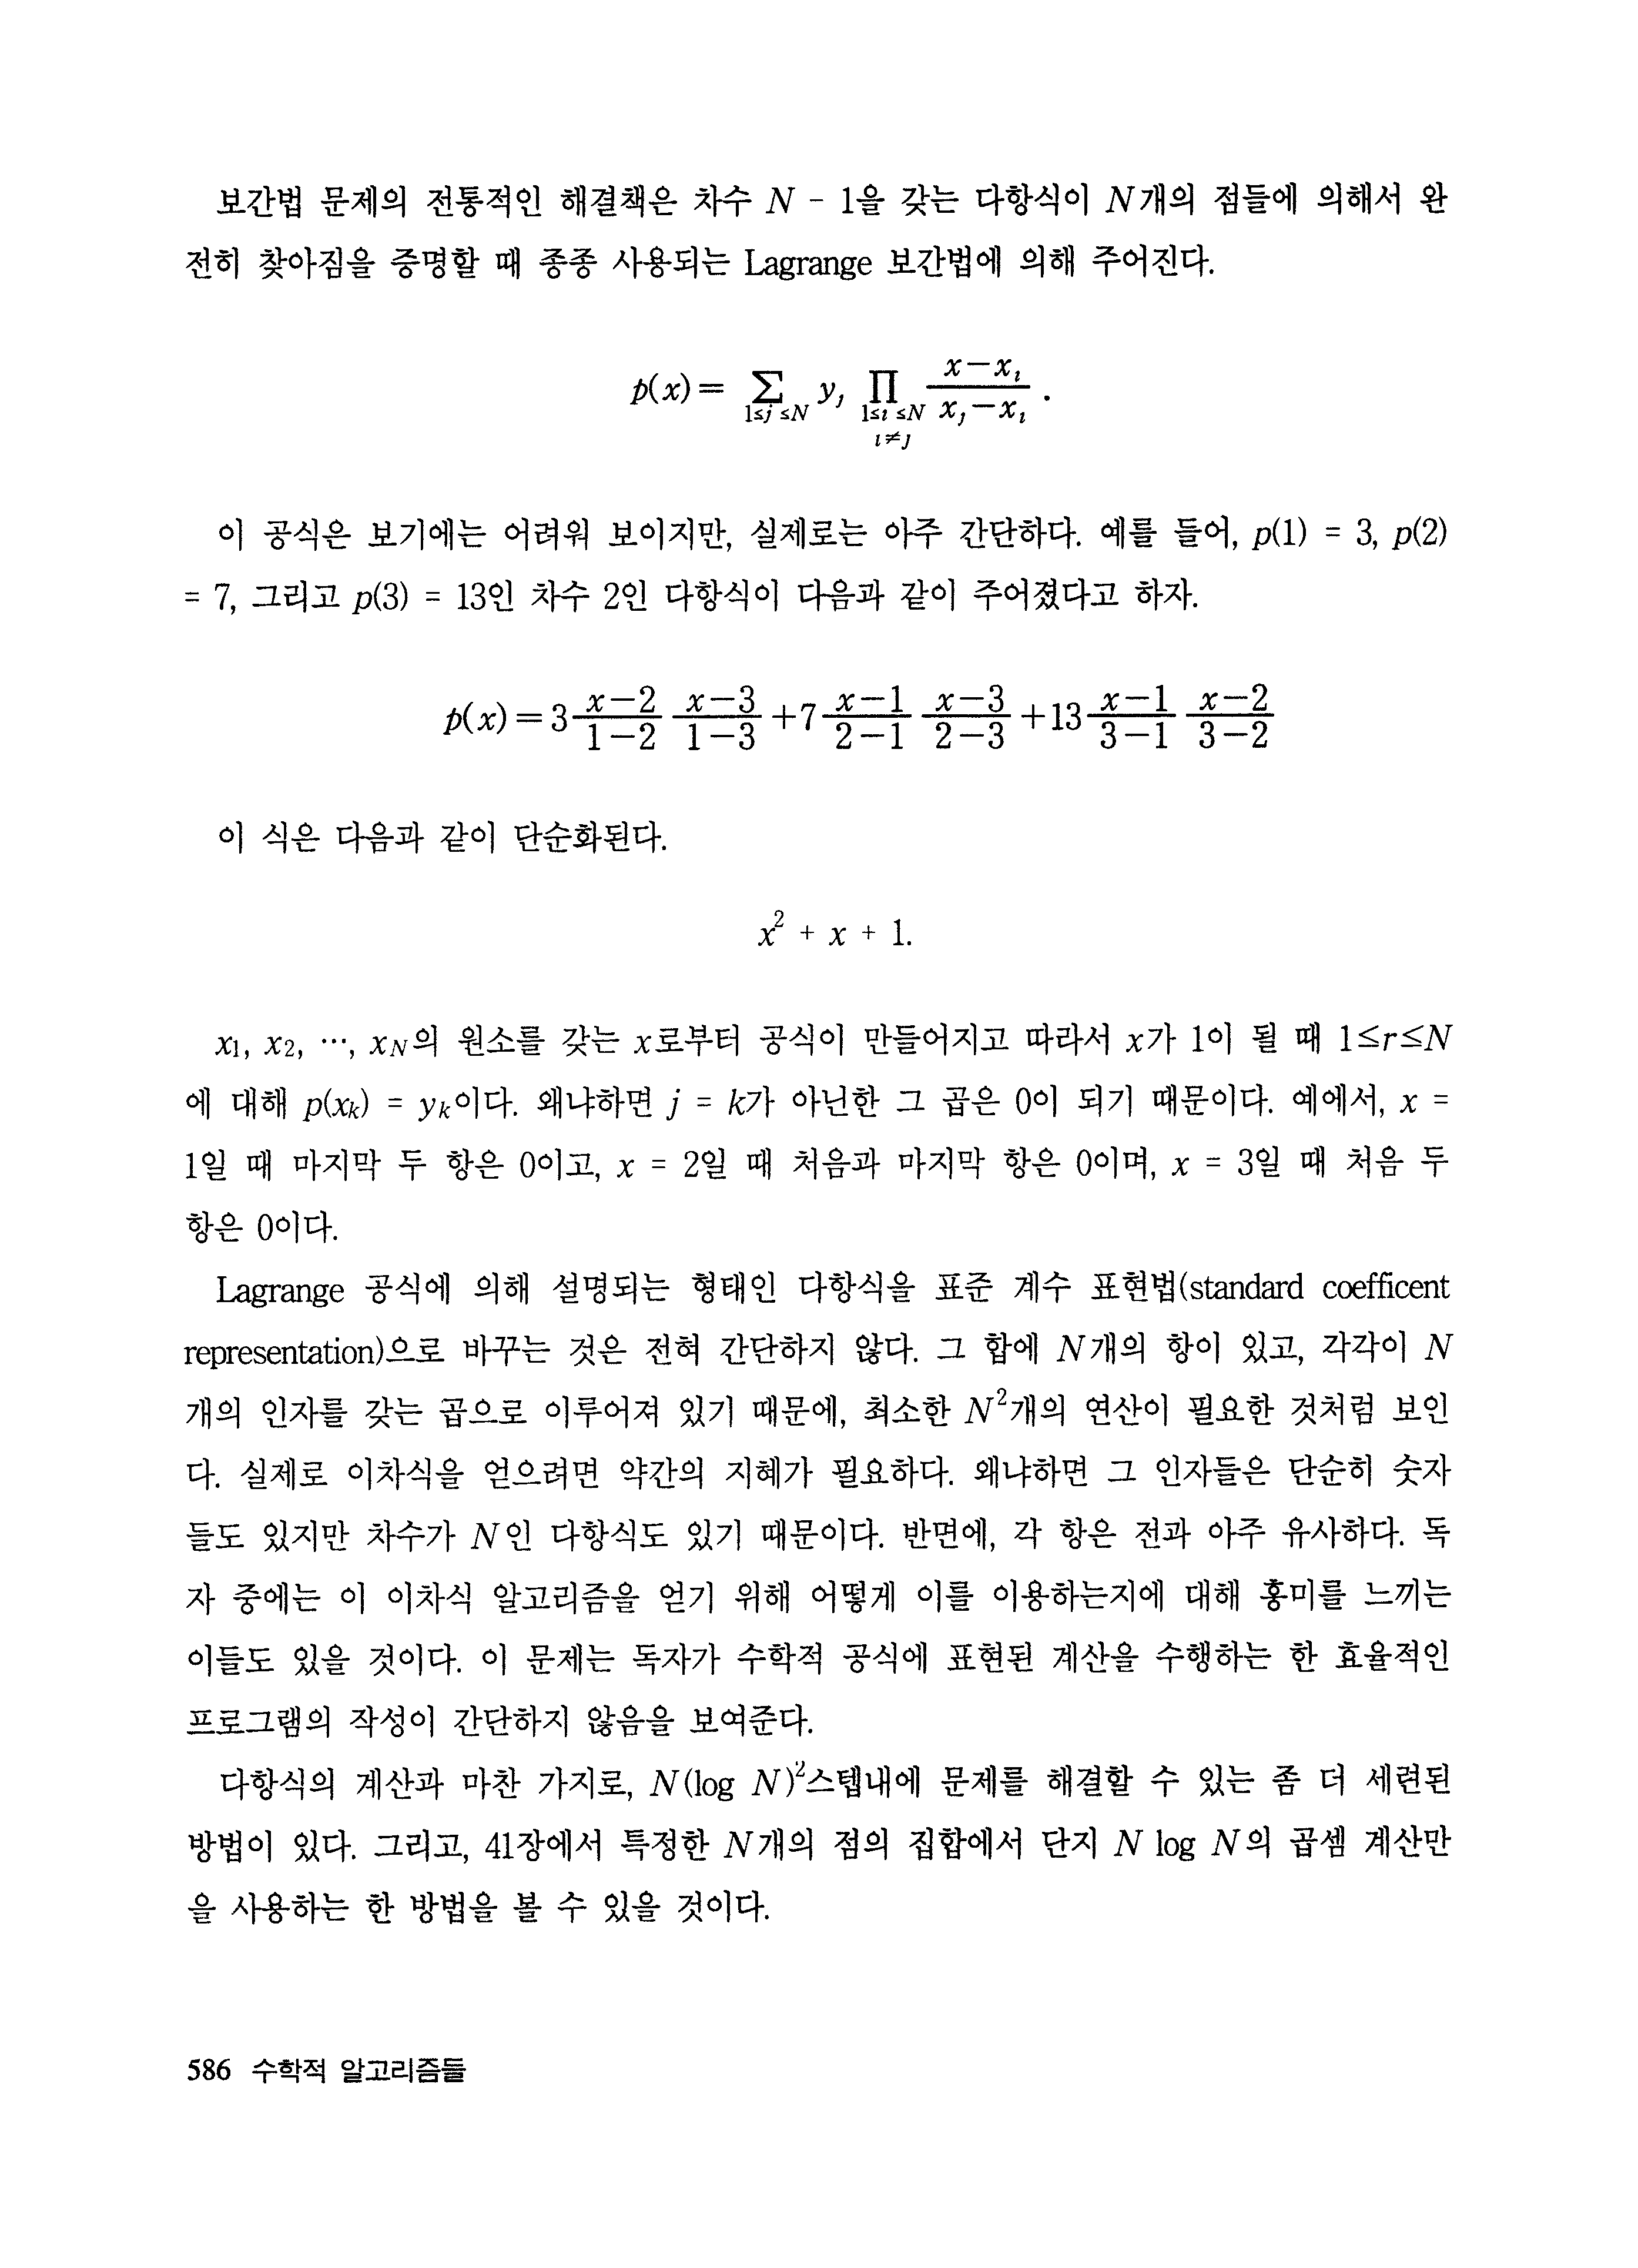 보간법 문제의 전통적인 해결책은 차수 N - 1을 갖는 다항식이 N개의 점들에 의해서 완
전히 찾아짐을 증명할 때 종종 사용되는 Lagrange 보간법에 의해 주어진다.
p(x) = ∑_{1≤j≤N} y_j ∏_{1≤i≤N, i≠j} (x−x_i)/(x_j−x_i) .
이 공식은 보기에는 어려워 보이지만, 실제로는 아주 간단하다. 예를 들어, p(1) = 3, p(2)
= 7, 그리고 p(3) = 13인 차수 2인 다항식이 다음과 같이 주어졌다고 하자.
p(x) = 3 (x−2)/(1−2) (x−3)/(1−3) + 7 (x−1)/(2−1) (x−3)/(2−3) + 13 (x−1)/(3−1) (x−2)/(3−2)
이 식은 다음과 같이 단순화된다.
x² + x + 1.
x₁, x₂, ⋯, x_N의 원소를 갖는 x로부터 공식이 만들어지고 따라서 x가 1이 될 때 1≤r≤N
에 대해 p(x_k) = y_k이다. 왜냐하면 j = k가 아닌한 그 곱은 0이 되기 때문이다. 예에서, x =
1일 때 마지막 두 항은 0이고, x = 2일 때 처음과 마지막 항은 0이며, x = 3일 때 처음 두
항은 0이다.
Lagrange 공식에 의해 설명되는 형태인 다항식을 표준 계수 표현법(standard coefficent
representation)으로 바꾸는 것은 전혀 간단하지 않다. 그 합에 N개의 항이 있고, 각각이 N
개의 인자를 갖는 곱으로 이루어져 있기 때문에, 최소한 N²개의 연산이 필요한 것처럼 보인
다. 실제로 이차식을 얻으려면 약간의 지혜가 필요하다. 왜냐하면 그 인자들은 단순히 숫자
들도 있지만 차수가 N인 다항식도 있기 때문이다. 반면에, 각 항은 전과 아주 유사하다. 독
자 중에는 이 이차식 알고리즘을 얻기 위해 어떻게 이를 이용하는지에 대해 흥미를 느끼는
이들도 있을 것이다. 이 문제는 독자가 수학적 공식에 표현된 계산을 수행하는 한 효율적인
프로그램의 작성이 간단하지 않음을 보여준다.
다항식의 계산과 마찬 가지로, N(log N)²스텝내에 문제를 해결할 수 있는 좀 더 세련된
방법이 있다. 그리고, 41장에서 특정한 N개의 점의 집합에서 단지 N log N의 곱셈 계산만
을 사용하는 한 방법을 볼 수 있을 것이다.
586 수학적 알고리즘들